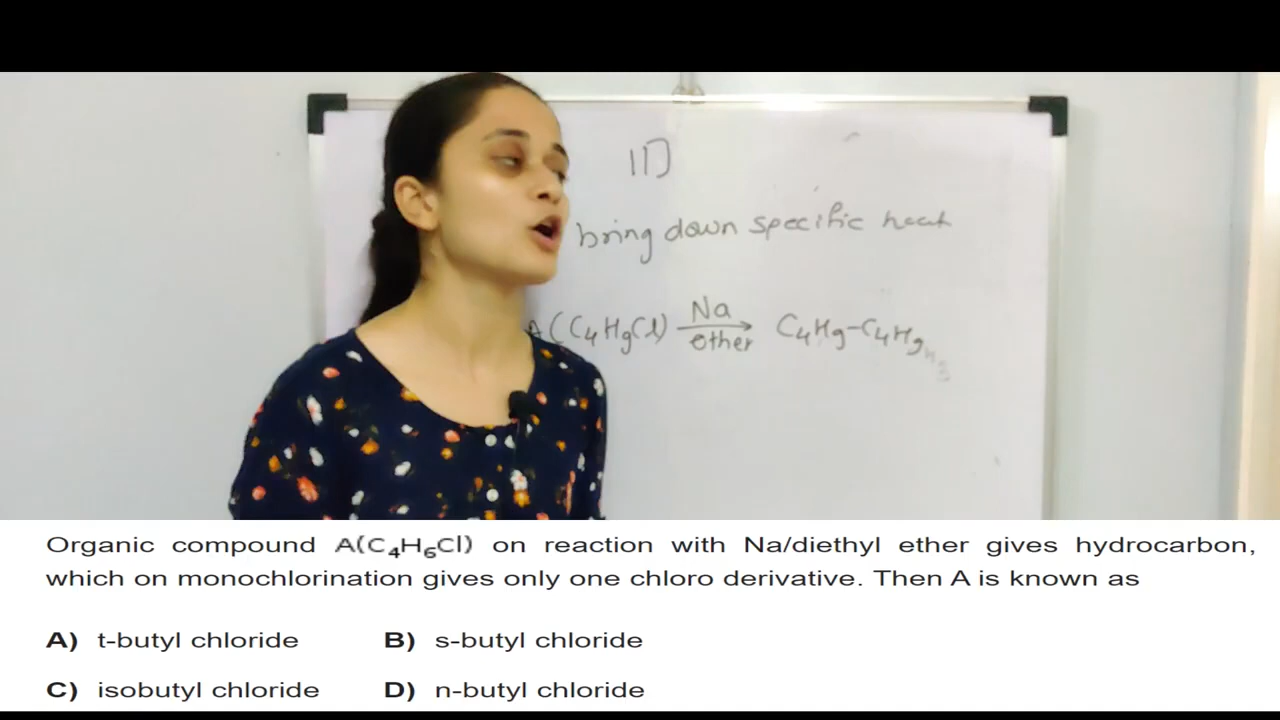 11)
bring down specific heat
A(C₄H₉Cl) Na/ether → C₄H₉-C₄H₉
Organic compound A(C₄H₆Cl) on reaction with Na/diethyl ether gives hydrocarbon,
which on monochlorination gives only one chloro derivative. Then A is known as
A) t-butyl chloride B) s-butyl chloride
C) isobutyl chloride D) n-butyl chloride